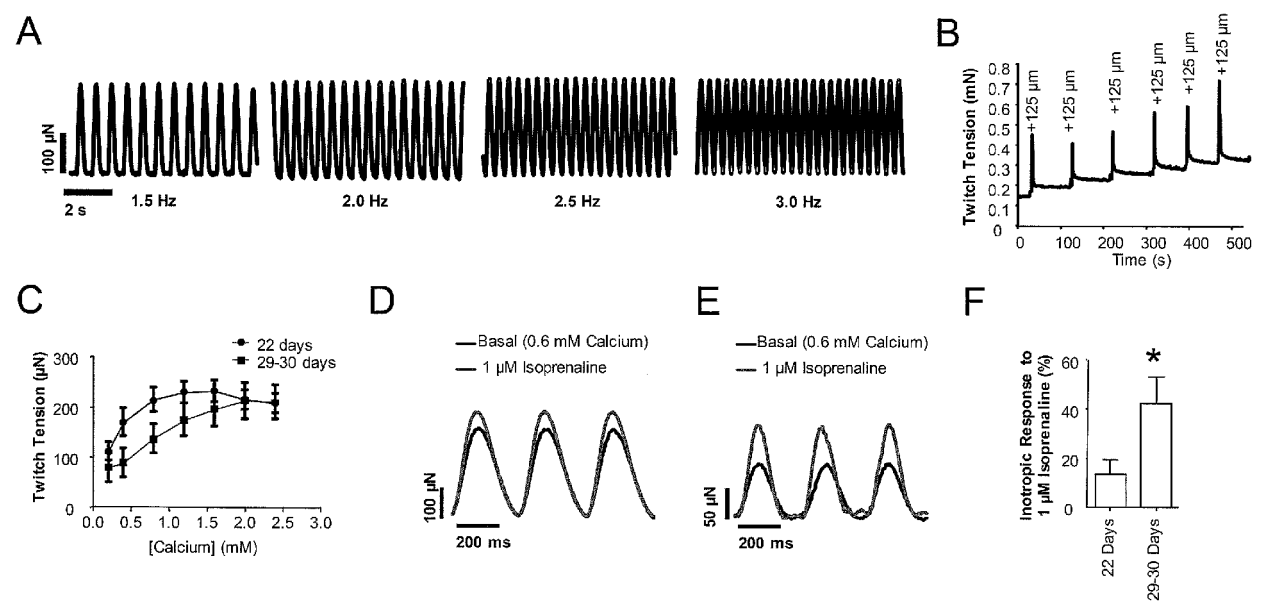 A
100 µN
2 s
1.5 Hz
2.0 Hz
2.5 Hz
3.0 Hz
B
Twitch Tension (mN)
0.8
0.7
0.6
0.5
0.4
0.3
0.2
0.1
0
+125 µm
+125 µm
+125 µm
+125 µm
+125 µm
+125 µm
0
100
200
300
400
500
Time (s)
C
22 days
29-30 days
Twitch Tension (µN)
300
200
100
0
0.0
0.5
1.0
1.5
2.0
2.5
3.0
[Calcium] (mM)
D
Basal (0.6 mM Calcium)
1 µM Isoprenaline
100 µN
200 ms
E
Basal (0.6 mM Calcium)
1 µM Isoprenaline
50 µN
200 ms
F
Inotropic Response to
1 µM Isoprenaline (%)
60
40
20
0
*
22 Days
29-30 Days